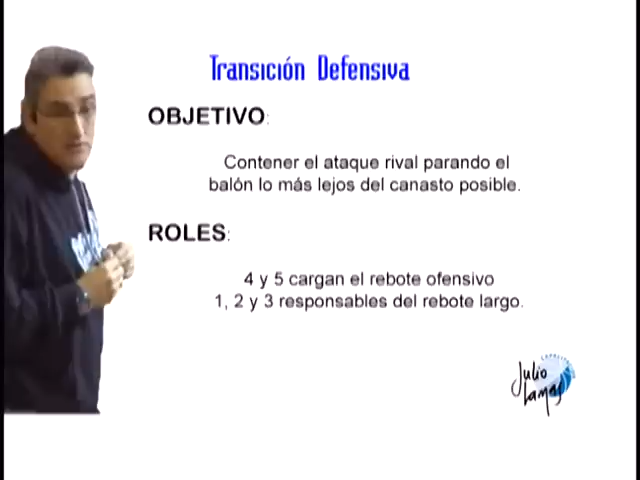 Transición Defensiva
OBJETIVO:
Contener el ataque rival parando el
balón lo más lejos del canasto posible.
ROLES:
4 y 5 cargan el rebote ofensivo
1, 2 y 3 responsables del rebote largo.
Julio
Lamas